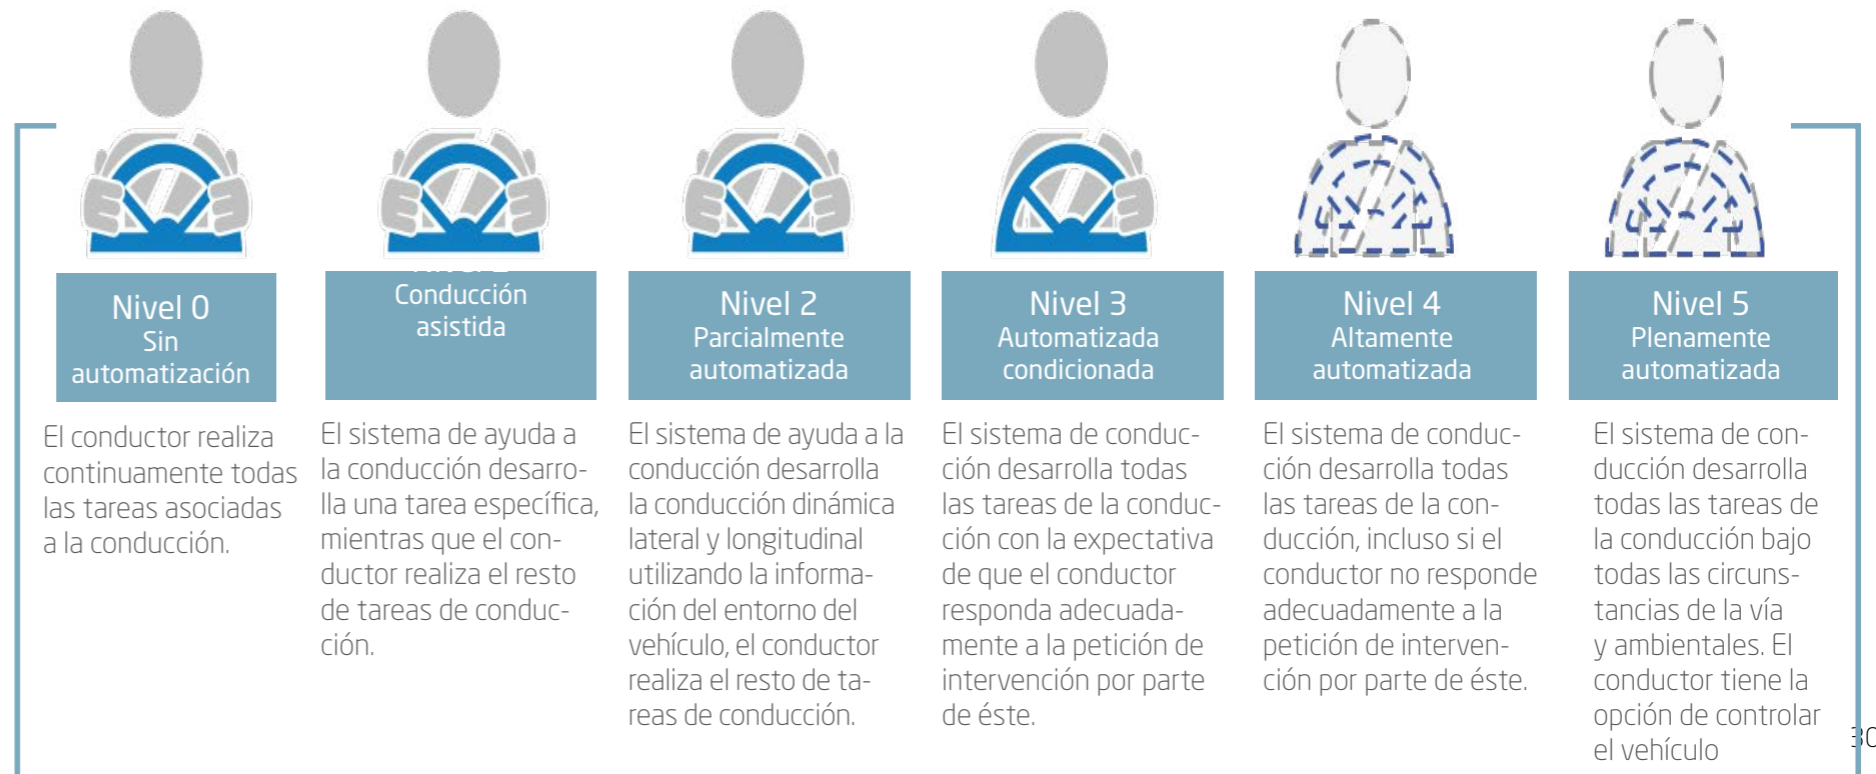 Nivel 0
Sin
automatización
El conductor realiza
continuamente todas
las tareas asociadas
a la conducción.
Conducción
asistida
El sistema de ayuda a
la conducción desarro-
lla una tarea específica,
mientras que el con-
ductor realiza el resto
de tareas de conduc-
ción.
Nivel 2
Parcialmente
automatizada
El sistema de ayuda a la
conducción desarrolla
la conducción dinámica
lateral y longitudinal
utilizando la informa-
ción del entorno del
vehículo, el conductor
realiza el resto de ta-
reas de conducción.
Nivel 3
Automatizada
condicionada
El sistema de conduc-
ción desarrolla todas
las tareas de la conduc-
ción con la expectativa
de que el conductor
responda adecuada-
mente a la petición de
intervención por parte
de éste.
Nivel 4
Altamente
automatizada
El sistema de conduc-
ción desarrolla todas
las tareas de la con-
ducción, incluso si el
conductor no responde
adecuadamente a la
petición de interven-
ción por parte de éste.
Nivel 5
Plenamente
automatizada
El sistema de con-
ducción desarrolla
todas las tareas de
la conducción bajo
todas las circuns-
tancias de la vía
y ambientales. El
conductor tiene la
opción de controlar
el vehículo
30